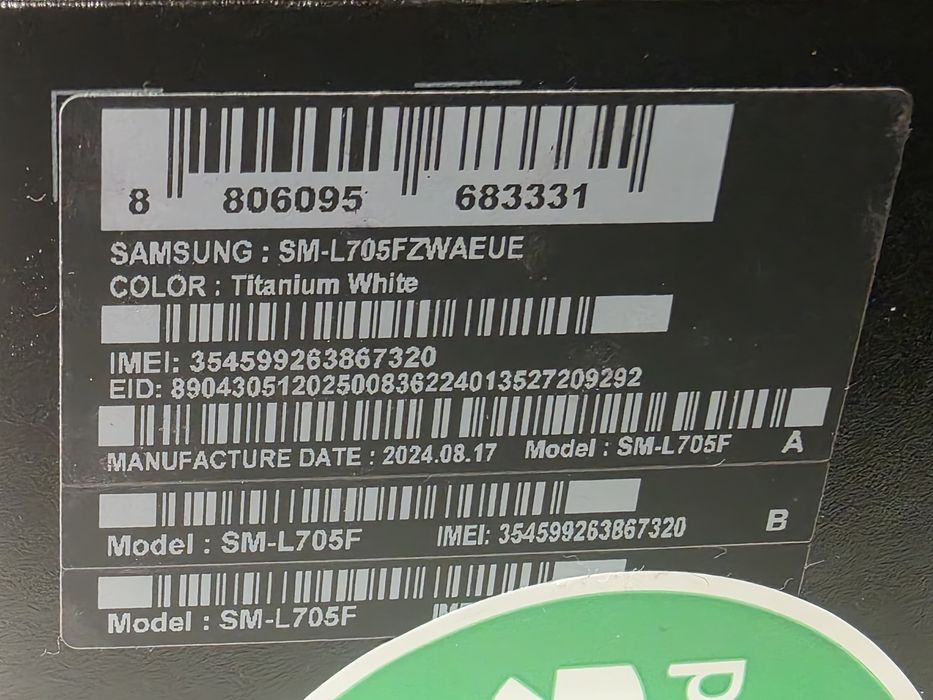 8 806095 683331
SAMSUNG : SM-L705FZWAEUE
COLOR : Titanium White
IMEI: 354599263867320
EID: 89043051202500836224013527209292
MANUFACTURE DATE : 2024.08.17 Model : SM-L705F A
Model : SM-L705F IMEI: 354599263867320 B
Model : SM-L705F